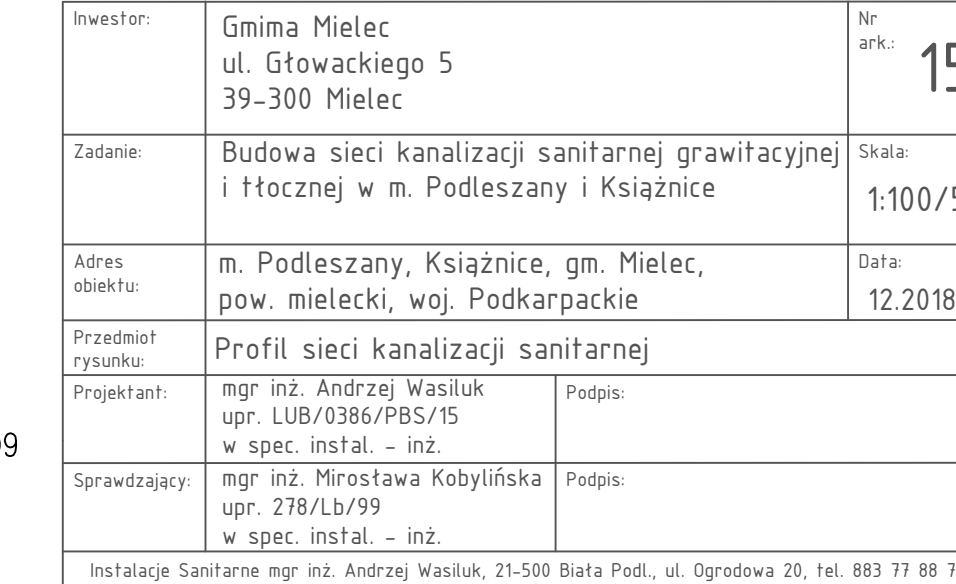 Inwestor:
Gmima Mielec
ul. Głowackiego 5
39-300 Mielec
Nr
ark.:
Zadanie:
Budowa sieci kanalizacji sanitarnej grawitacyjnej
i tłocznej w m. Podleszany i Książnice
Skala:
Adres
obiektu:
m. Podleszany, Książnice, gm. Mielec,
pow. mielecki, woj. Podkarpackie
Data:
12.2018
Przedmiot
rysunku:
Profil sieci kanalizacji sanitarnej
Projektant:
mgr inż. Andrzej Wasiluk
upr. LUB/0386/PBS/15
w spec. instal. - inż.
Podpis:
Sprawdzający:
mgr inż. Mirosława Kobylińska
upr. 278/Lb/99
w spec. instal. - inż.
Podpis:
Instalacje Sanitarne mgr inż. Andrzej Wasiluk, 21-500 Biała Podl., ul. Ogrodowa 20, tel. 883 77 88